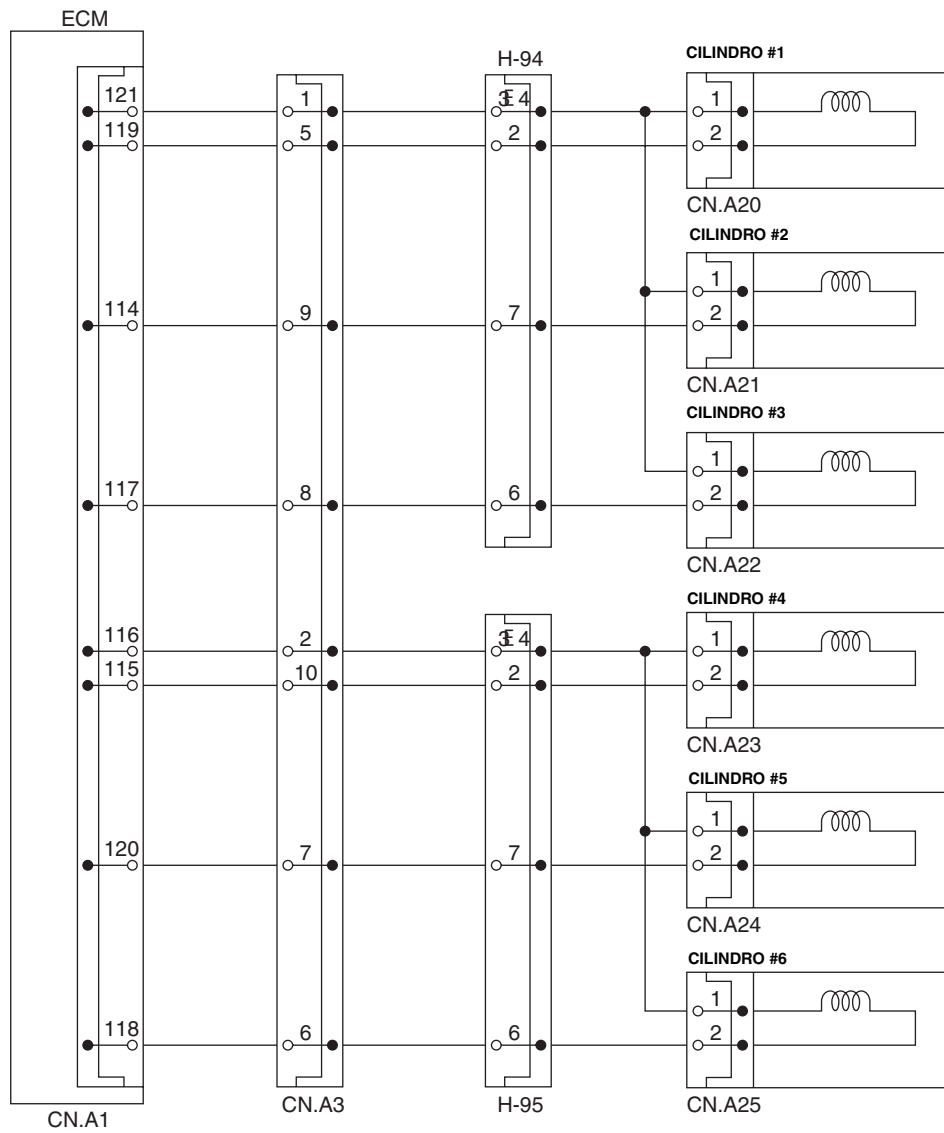 ECM
H-94
CILINDRO #1
121 1 3 E 4 1
119 5 2 2
CN.A20
CILINDRO #2
1
114 9 7 2
CN.A21
CILINDRO #3
1
117 8 6 2
CN.A22
CILINDRO #4
116 2 3 E 4 1
115 10 2 2
CN.A23
CILINDRO #5
1
120 7 7 2
CN.A24
CILINDRO #6
1
118 6 6 2
CN.A1
CN.A3
H-95
CN.A25